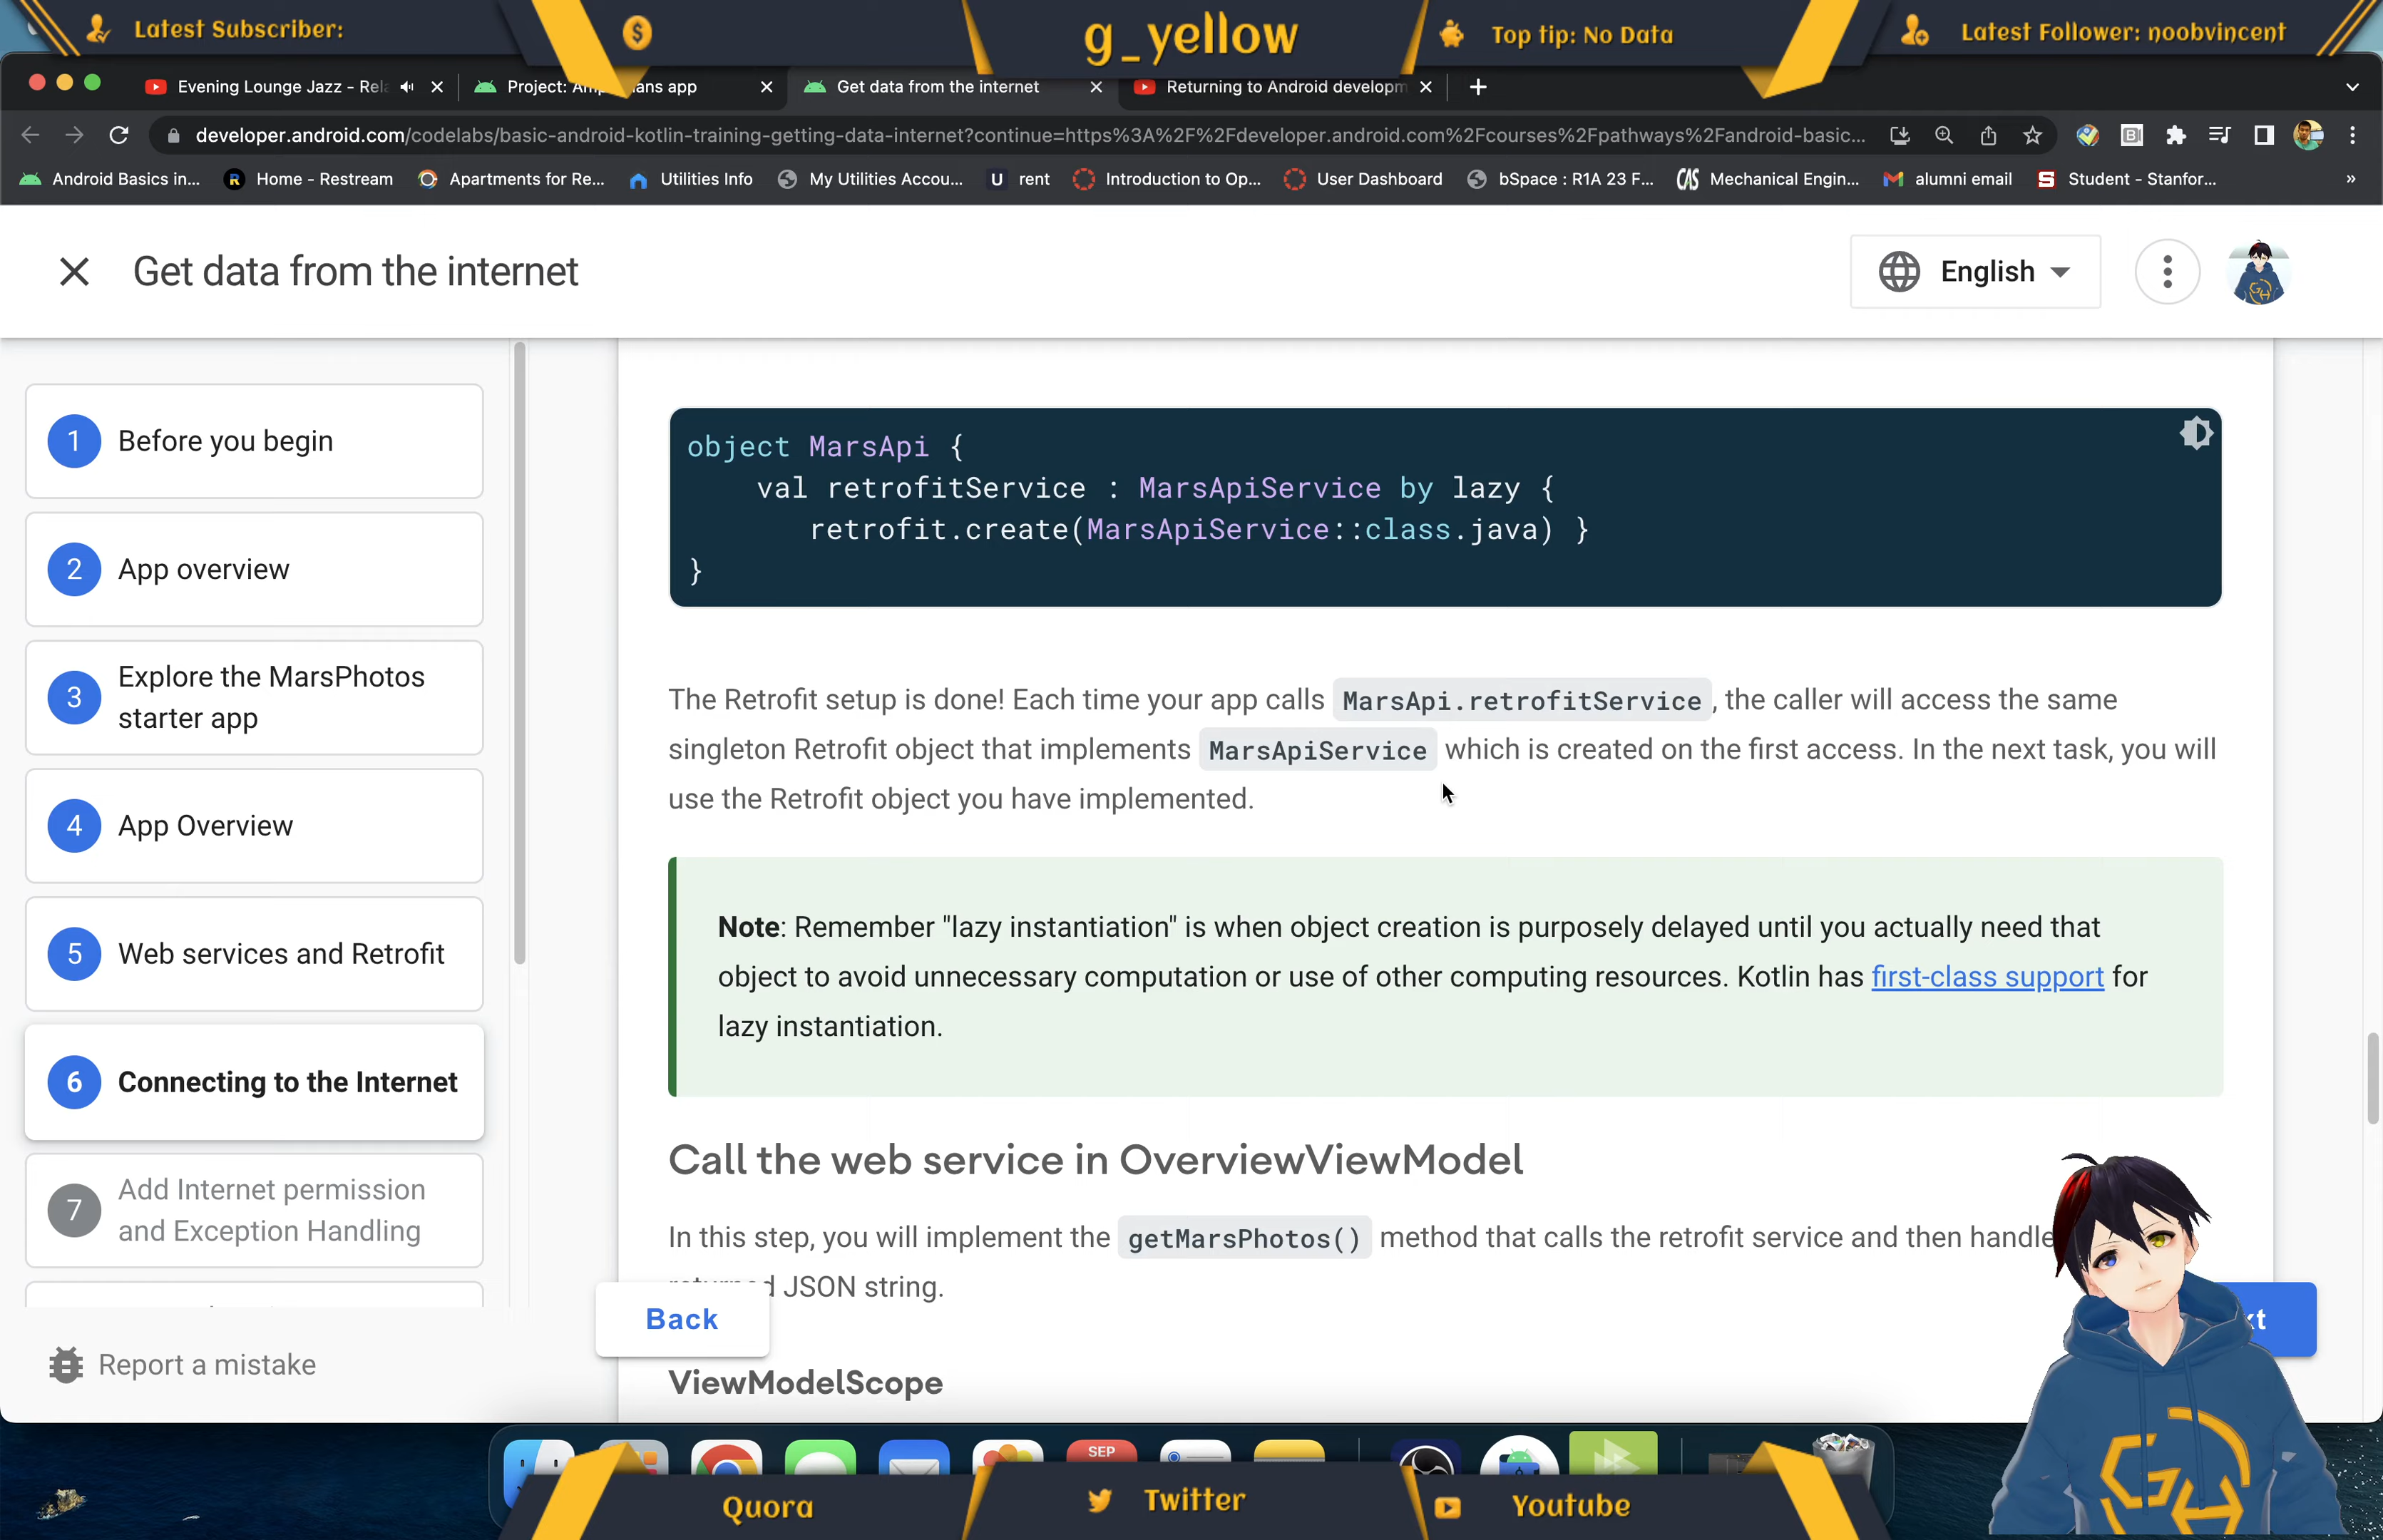 Latest Subscriber:
g_yellow
Top tip: No Data
Latest Follower: noobvincent
Evening Lounge Jazz - Rel
Project: Am ans app
Get data from the internet
Returning to Android developm
developer.android.com/codelabs/basic-android-kotlin-training-getting-data-internet?continue=https%3A%2F%2Fdeveloper.android.com%2Fcourses%2Fpathways%2Fandroid-basic...
Android Basics in...
Home - Restream
Apartments for Re...
Utilities Info
My Utilities Accou...
rent
Introduction to Op...
User Dashboard
bSpace : R1A 23 F...
Mechanical Engin...
alumni email
Student - Stanfor...
»
Get data from the internet
English
1 Before you begin
2 App overview
3 Explore the MarsPhotos
starter app
4 App Overview
5 Web services and Retrofit
6 Connecting to the Internet
7 Add Internet permission
and Exception Handling
Report a mistake
object MarsApi {
val retrofitService : MarsApiService by lazy {
retrofit.create(MarsApiService::class.java) }
}
The Retrofit setup is done! Each time your app calls MarsApi.retrofitService, the caller will access the same
singleton Retrofit object that implements MarsApiService which is created on the first access. In the next task, you will
use the Retrofit object you have implemented.
Note: Remember "lazy instantiation" is when object creation is purposely delayed until you actually need that
object to avoid unnecessary computation or use of other computing resources. Kotlin has first-class support for
lazy instantiation.
Call the web service in OverviewViewModel
In this step, you will implement the getMarsPhotos() method that calls the retrofit service and then handle
JSON string.
Back
xt
ViewModelScope
SEP
Quora
Twitter
Youtube